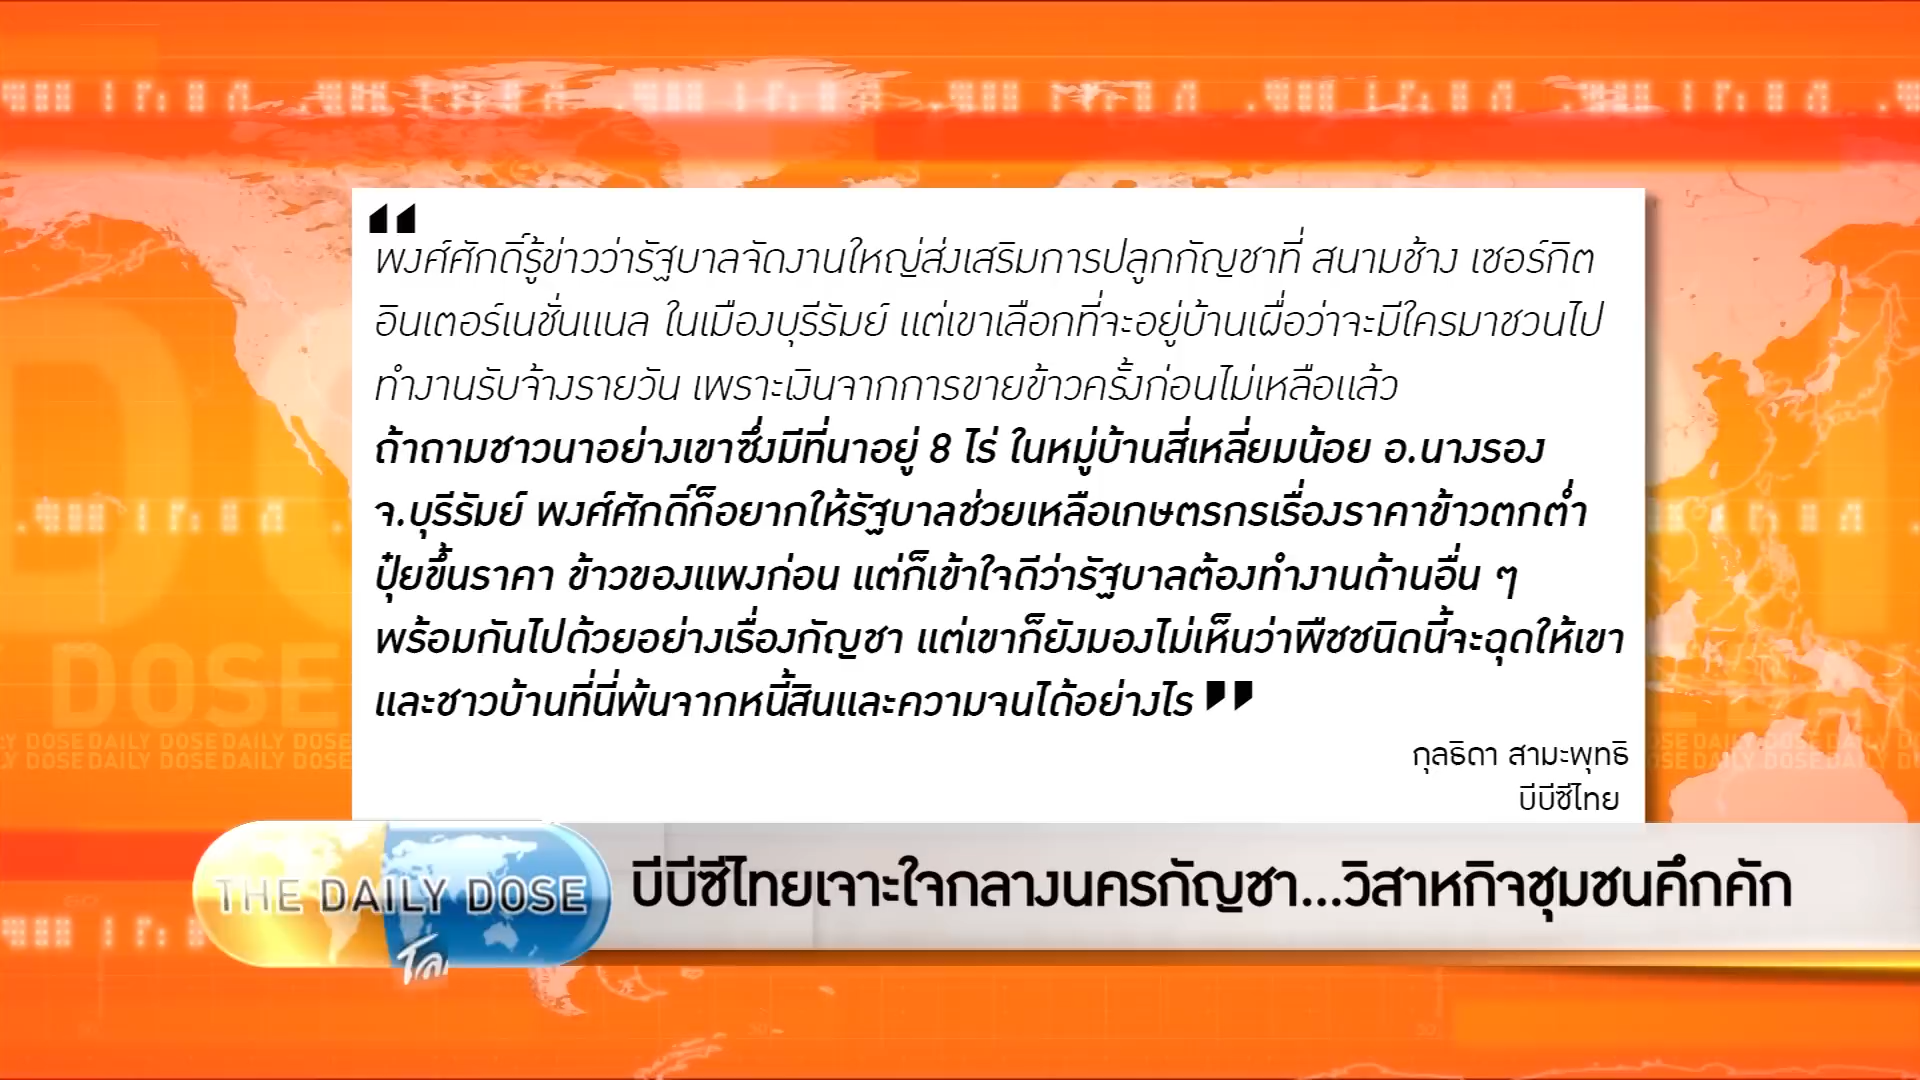 พงศ์ศักดิ์รู้ข่าวว่ารัฐบาลจัดงานใหญ่ส่งเสริมการปลูกกัญชาที่ สนามช้าง เซอร์กิต
อินเตอร์เนชั่นแนล ในเมืองบุรีรัมย์ แต่เขาเลือกที่จะอยู่บ้านเผื่อว่าจะมีใครมาชวนไป
ทำงานรับจ้างรายวัน เพราะเงินจากการขายข้าวครั้งก่อนไม่เหลือแล้ว
ถ้าถามชาวนาอย่างเขาซึ่งมีที่นาอยู่ 8 ไร่ ในหมู่บ้านสี่เหลี่ยมน้อย อ.นางรอง
จ.บุรีรัมย์ พงศ์ศักดิ์ก็อยากให้รัฐบาลช่วยเหลือเกษตรกรเรื่องราคาข้าวตกต่ำ
ปุ๋ยขึ้นราคา ข้าวของแพงก่อน แต่ก็เข้าใจดีว่ารัฐบาลต้องทำงานด้านอื่น ๆ
พร้อมกันไปด้วยอย่างเรื่องกัญชา แต่เขาก็ยังมองไม่เห็นว่าพืชชนิดนี้จะฉุดให้เขา
และชาวบ้านที่นี่พ้นจากหนี้สินและความจนได้อย่างไร
กุลธิดา สามะพุทธิ
บีบีซีไทย
THE DAILY DOSE
บีบีซีไทยเจาะใจกลางนครกัญชา...วิสาหกิจชุมชนคึกคัก
DOSE
DAILY DOSE DAILY DOSE
DAILY DOSE DAILY DOSE